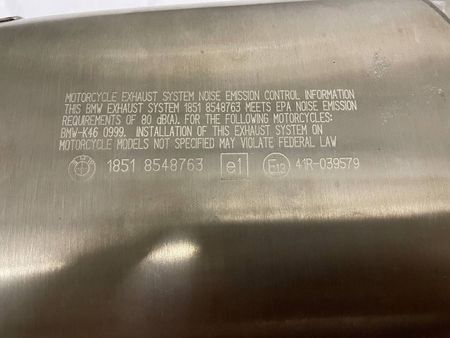 MOTORCYCLE EXHAUST SYSTEM NOISE EMISSION CONTROL INFORMATION
THIS BMW EXHAUST SYSTEM 1851 8548763 MEETS EPA NOISE EMISSION
REQUIREMENTS OF 80 dB(A). FOR THE FOLLOWING MOTORCYCLES:
BMW-K46 0999. INSTALLATION OF THIS EXHAUST SYSTEM ON
MOTORCYCLE MODELS NOT SPECIFIED MAY VIOLATE FEDERAL LAW
1851 8548763 e1 E12 41R-039579